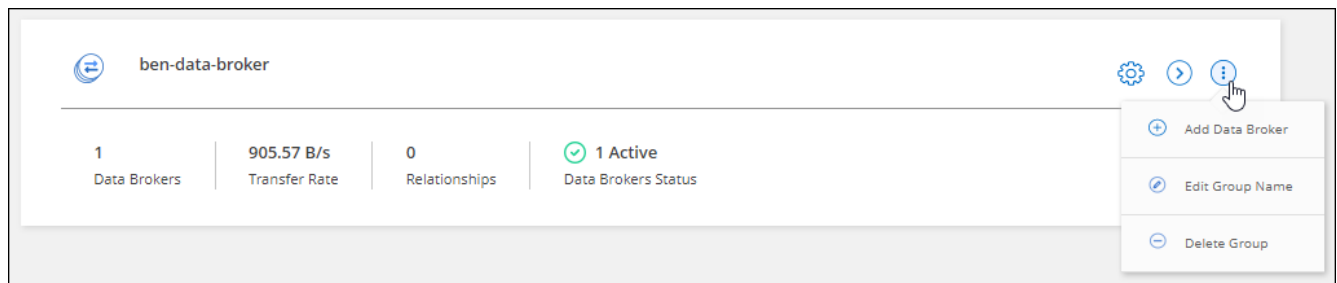 ben-data-broker
1
Data Brokers
905.57 B/s
Transfer Rate
0
Relationships
1 Active
Data Brokers Status
Add Data Broker
Edit Group Name
Delete Group